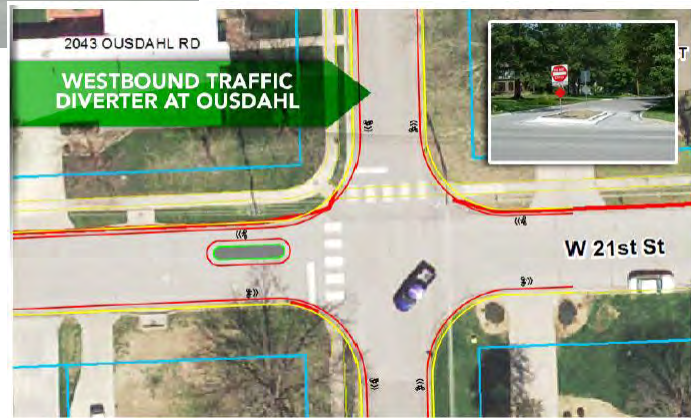 2043 OUSDAHL RD
WESTBOUND TRAFFIC
DIVERTER AT OUSDAHL
T
W 21st St